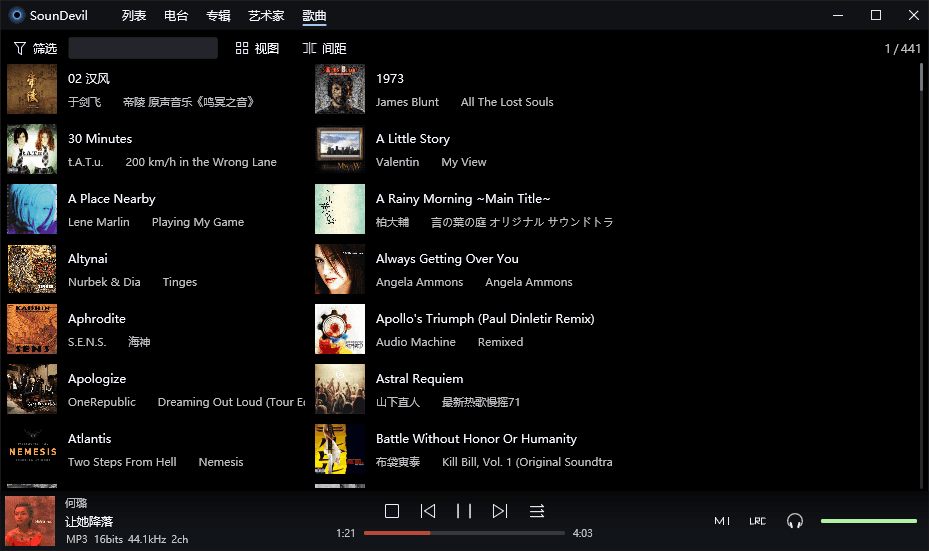 SounDevil 列表 电台 专辑 艺术家 歌曲
筛选 视图 间距 1 / 441
02 汉风
于剑飞 帝陵 原声音乐《鸣冥之音》
1973
James Blunt All The Lost Souls
30 Minutes
t.A.T.u. 200 km/h in the Wrong Lane
A Little Story
Valentin My View
A Place Nearby
Lene Marlin Playing My Game
A Rainy Morning ~Main Title~
柏大輔 言の葉の庭 オリジナル サウンドトラ
Altynai
Nurbek & Dia Tinges
Always Getting Over You
Angela Ammons Angela Ammons
Aphrodite
S.E.N.S. 海神
Apollo's Triumph (Paul Dinletir Remix)
Audio Machine Remixed
Apologize
OneRepublic Dreaming Out Loud (Tour Ec
Astral Requiem
山下直人 最新热歌慢摇71
Atlantis
Two Steps From Hell Nemesis
NEMESIS
Battle Without Honor Or Humanity
布袋寅泰 Kill Bill, Vol. 1 (Original Soundtra
何璐
让她降落
MP3 16bits 44.1kHz 2ch
1:21 4:03
M1 LRC